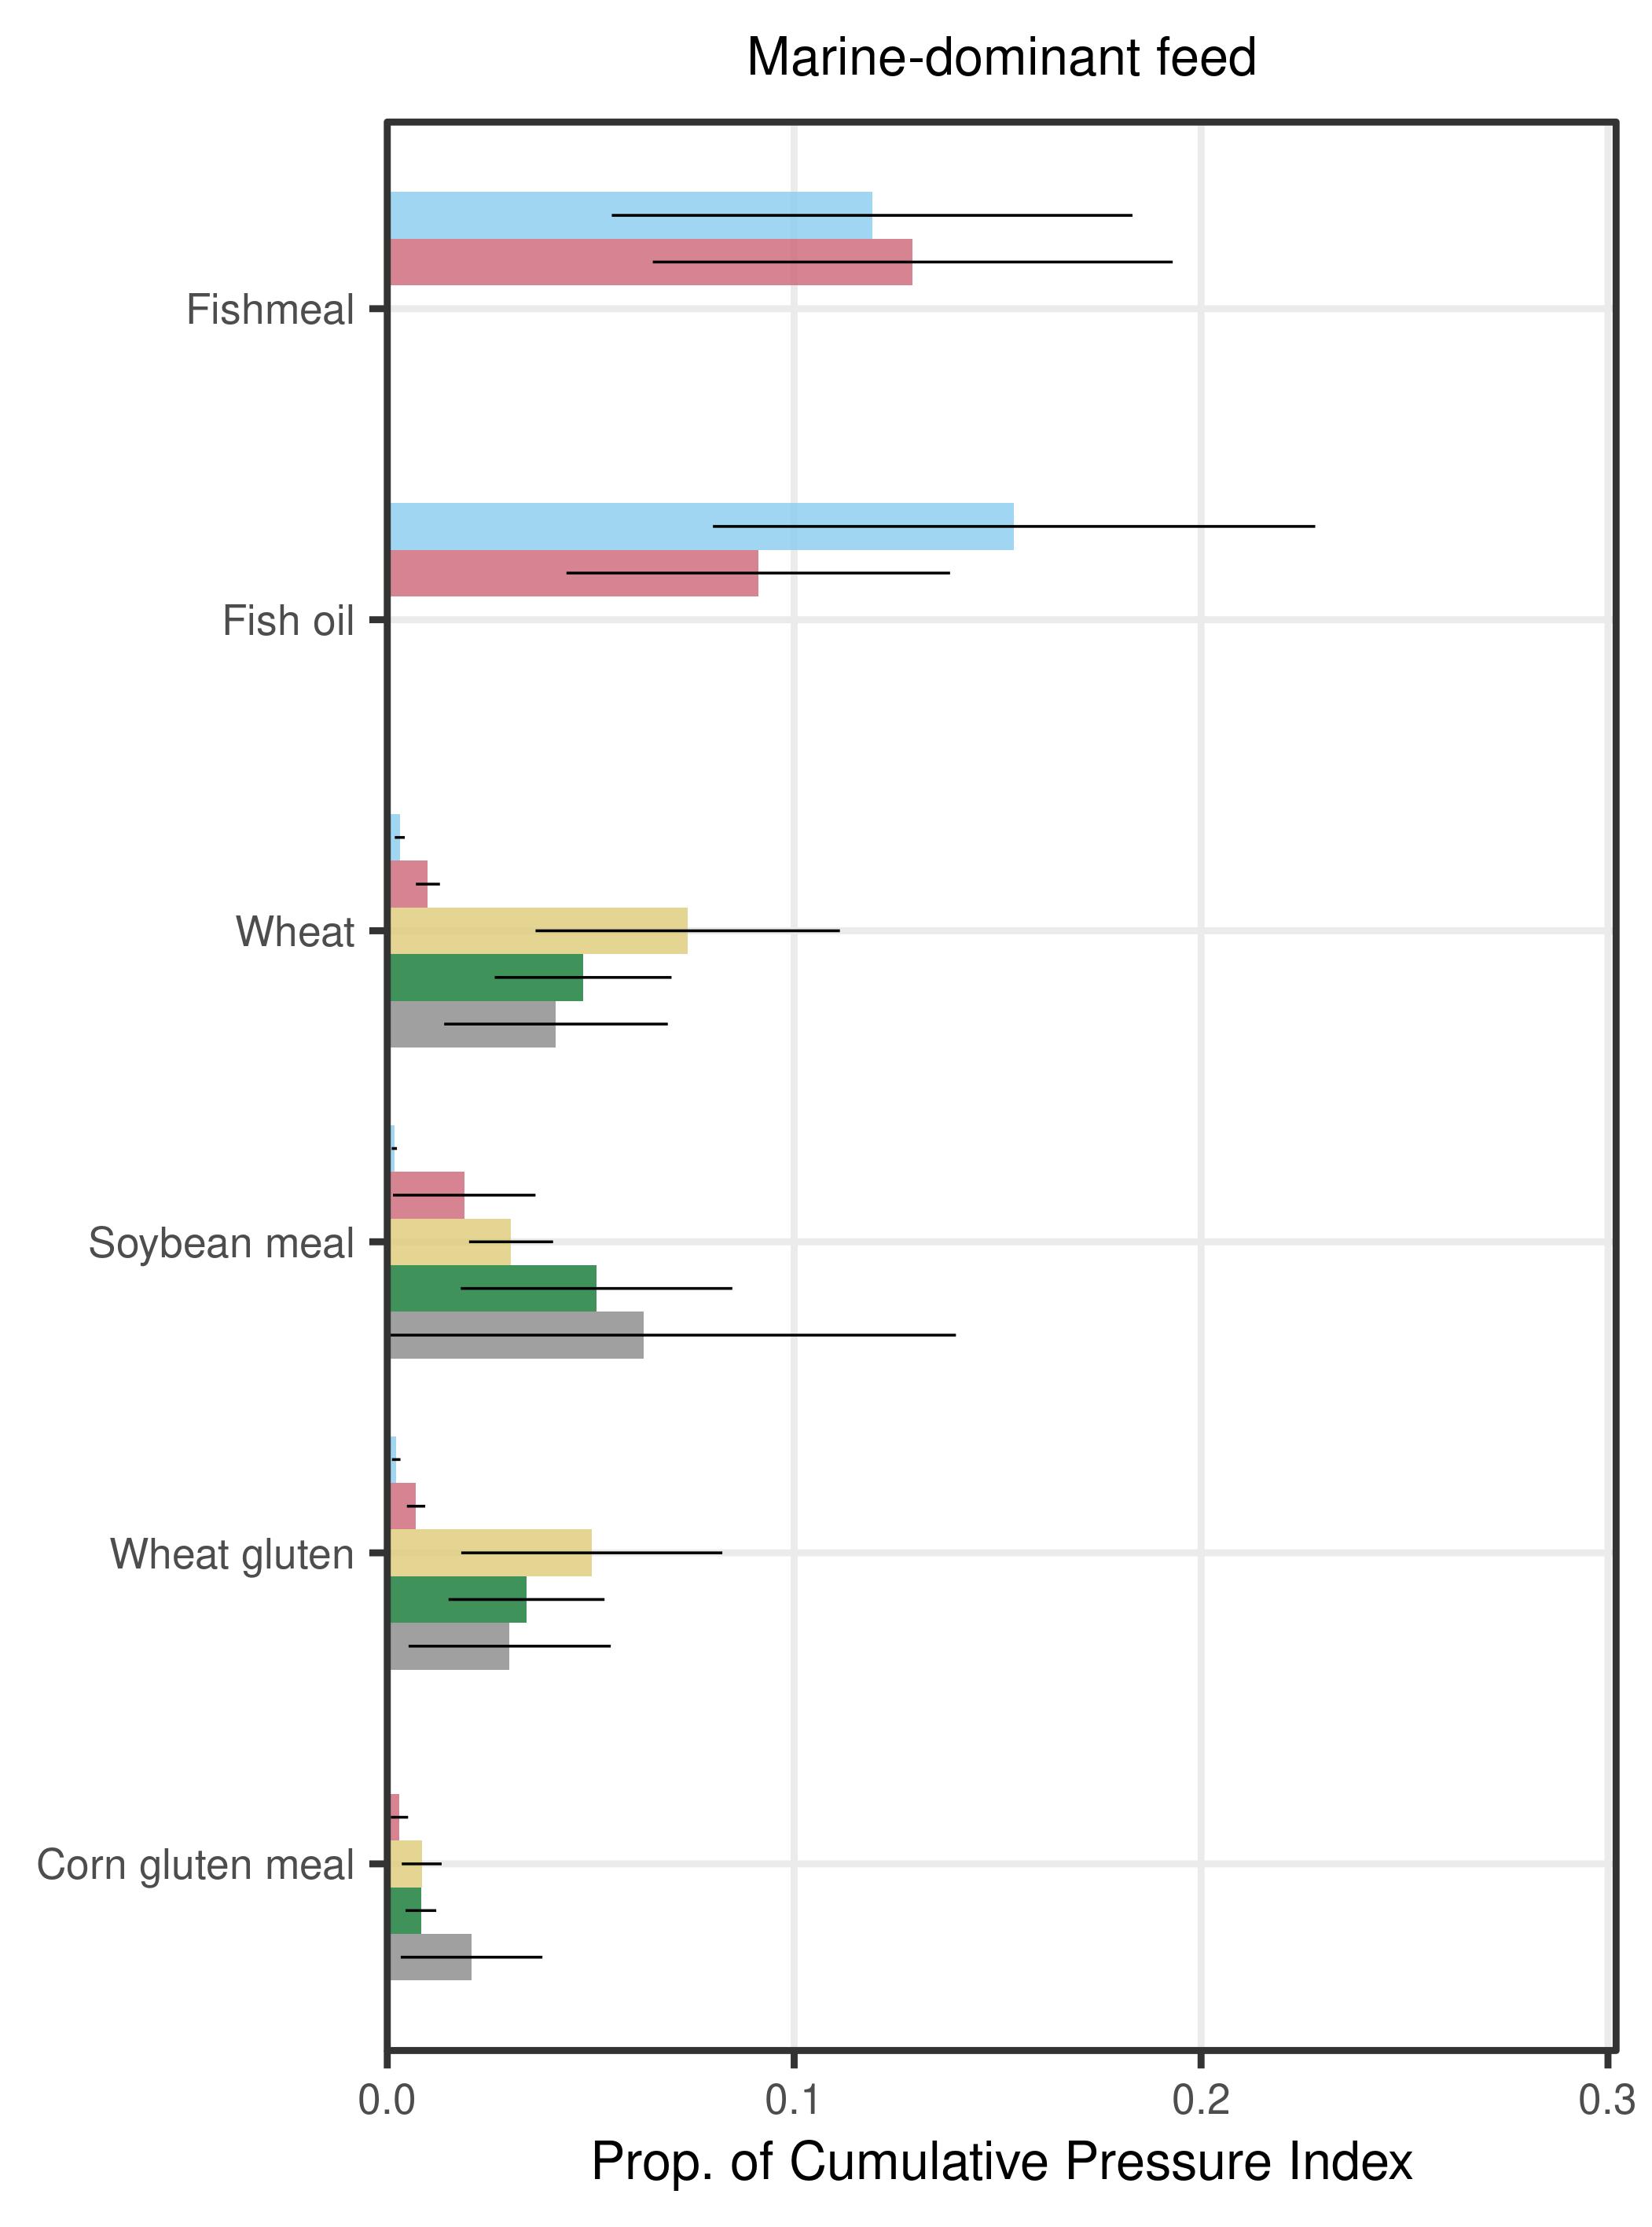 Marine-dominant feed
Fishmeal
Fish oil
Wheat
Soybean meal
Wheat gluten
Corn gluten meal
0.0 0.1 0.2 0.3
Prop. of Cumulative Pressure Index